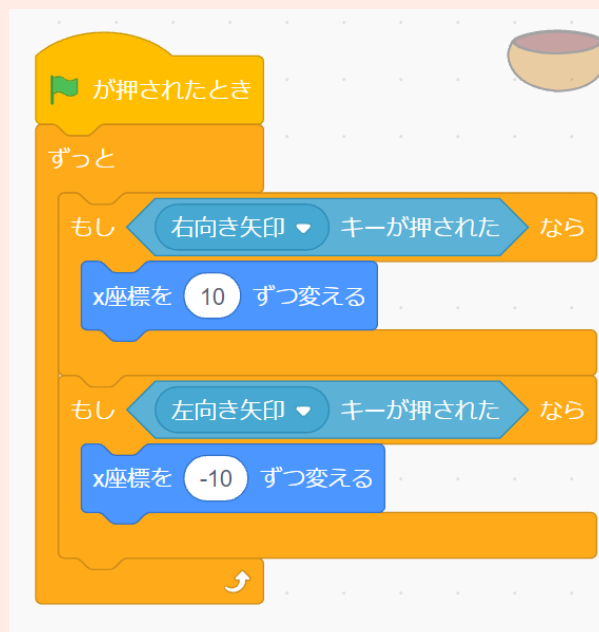 が押されたとき
ずっと
もし 右向き矢印 キーが押された なら
x座標を 10 ずつ変える
もし 左向き矢印 キーが押された なら
x座標を -10 ずつ変える